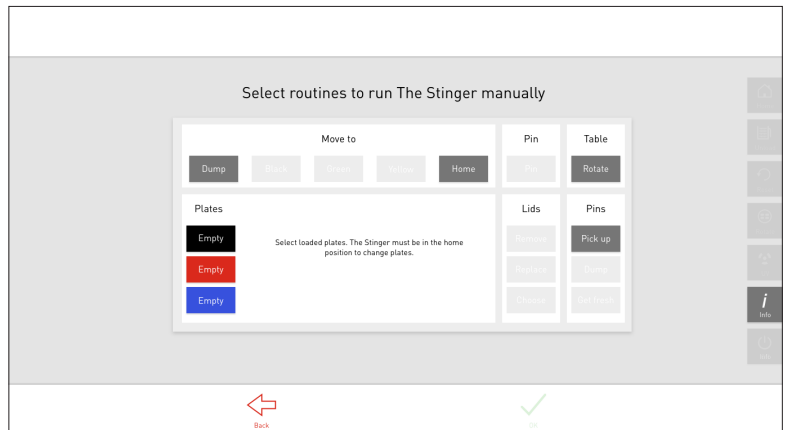 Select routines to run The Stinger manually
Move to
Pin
Table
Dump
Black
Green
Yellow
Home
Pin
Rotate
Plates
Lids
Pins
Empty
Select loaded plates. The Stinger must be in the home
position to change plates.
Remove
Pick up
Empty
Replace
Dump
Empty
Choose
Get fresh
Info
Back
OK